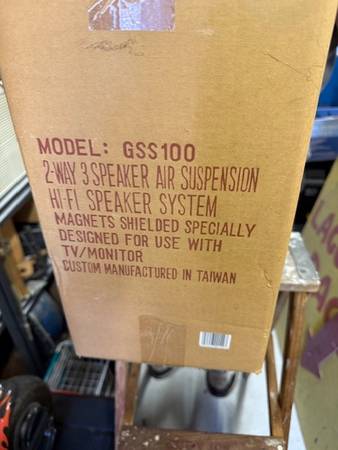 MODEL: GSS100
2-WAY 3 SPEAKER AIR SUSPENSION
HI-FI SPEAKER SYSTEM
MAGNETS SHIELDED SPECIALLY
DESIGNED FOR USE WITH
TV/MONITOR
CUSTOM MANUFACTURED IN TAIWAN